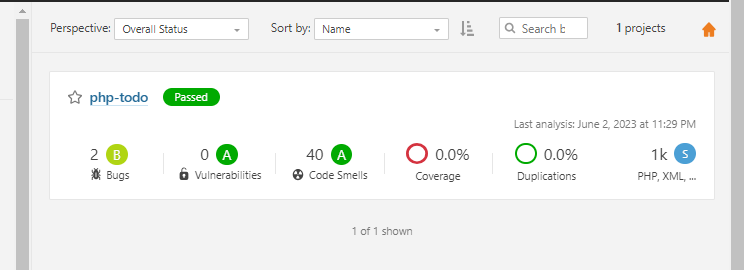 Perspective: Overall Status Sort by: Name Search b 1 projects
php-todo Passed
Last analysis: June 2, 2023 at 11:29 PM
2 B 0 A 40 A 0.0% 0.0% 1k S
Bugs Vulnerabilities Code Smells Coverage Duplications PHP, XML, ...
1 of 1 shown